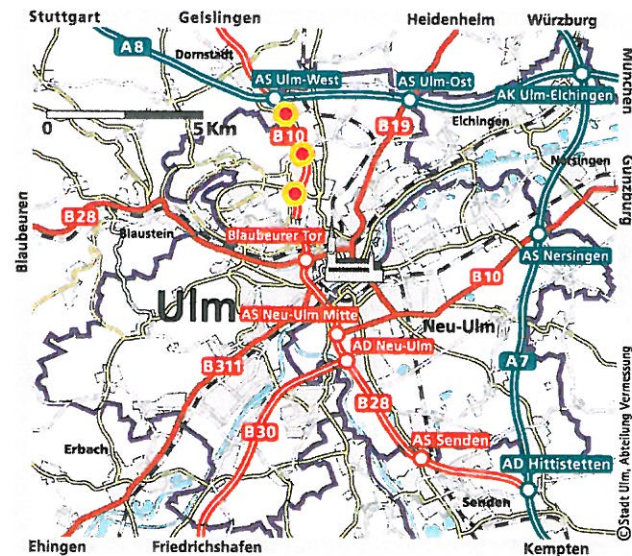 Stuttgart
Geislingen
Heidenheim
Würzburg
A8
Dornstadt
AS Ulm-West
AS Ulm-Ost
AK Ulm-Elchingen
München
0
5 Km
B10
B19
Elchingen
Nersingen
Günzburg
B28
Blaustein
Blaubeurer Tor
Blaubeuren
AS Nersingen
B10
Ulm
AS Neu-Ulm Mitte
Neu-Ulm
AD Neu-Ulm
B311
A7
B28
B30
AS Senden
Erbach
AD Hittistetten
Senden
Ehingen
Friedrichshafen
Kempten
©Stadt Ulm, Abteilung Vermessung